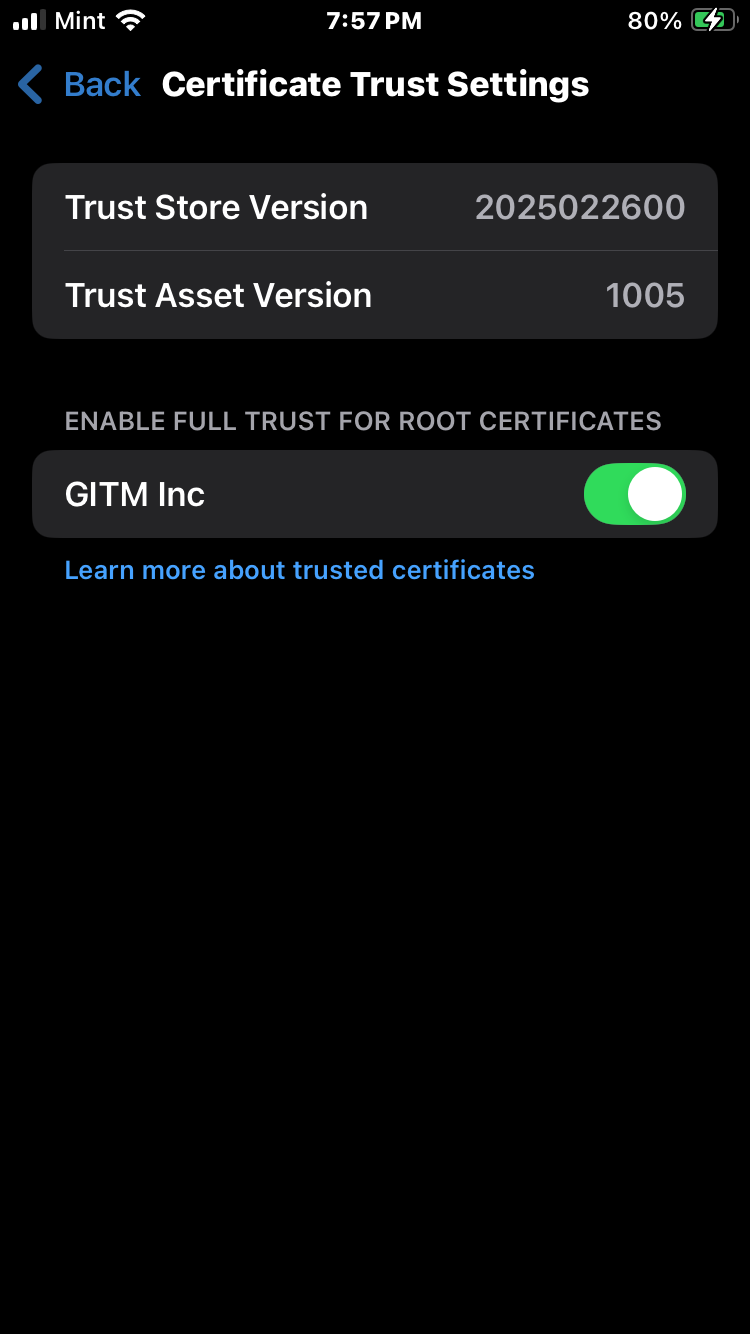 Mint 7:57 PM 80%
Back Certificate Trust Settings
Trust Store Version 2025022600
Trust Asset Version 1005
ENABLE FULL TRUST FOR ROOT CERTIFICATES
GITM Inc
Learn more about trusted certificates